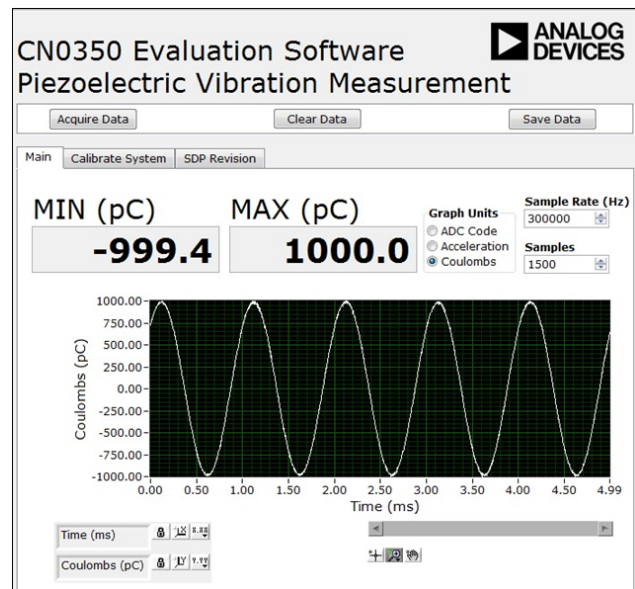 CN0350 Evaluation Software
Piezoelectric Vibration Measurement
ANALOG
DEVICES
Acquire Data
Clear Data
Save Data
Main
Calibrate System
SDP Revision
MIN (pC)
-999.4
MAX (pC)
1000.0
Graph Units
ADC Code
Acceleration
Coulombs
Sample Rate (Hz)
300000
Samples
1500
Coulombs (pC)
1000.00
750.00
500.00
250.00
0.00
-250.00
-500.00
-750.00
-1000.00
0.00 0.50 1.00 1.50 2.00 2.50 3.00 3.50 4.00 4.50 4.99
Time (ms)
Time (ms)
Coulombs (pC)